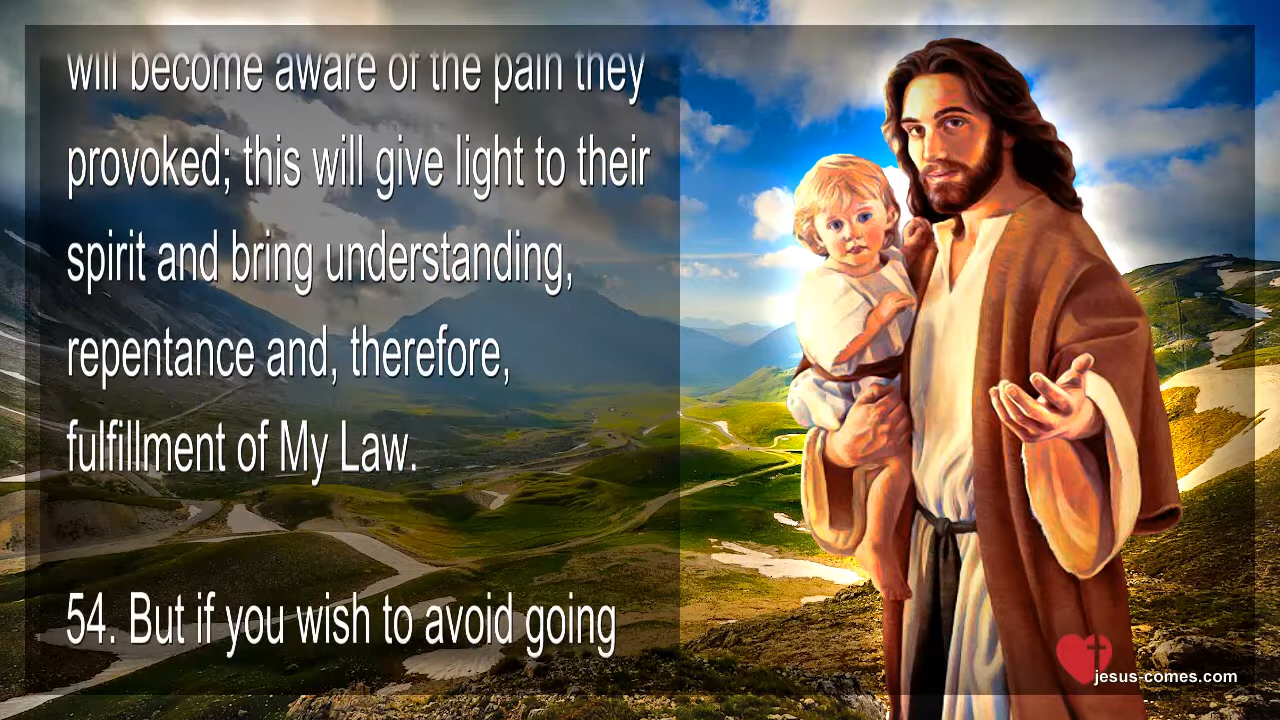 will become aware of the pain they
provoked; this will give light to their
spirit and bring understanding,
repentance and, therefore,
fulfillment of My Law.
54. But if you wish to avoid going
jesus-comes.com